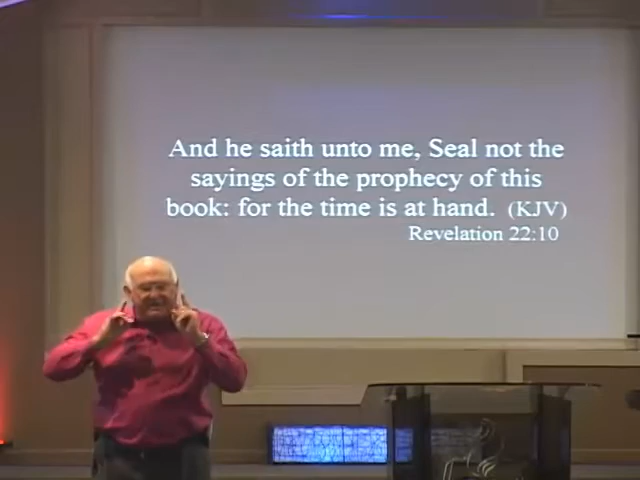 And he saith unto me, Seal not the
sayings of the prophecy of this
book: for the time is at hand. (KJV)
Revelation 22:10